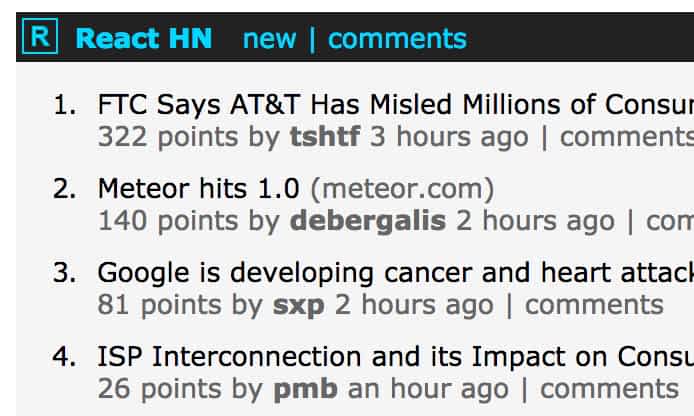 R React HN new | comments
1. FTC Says AT&T Has Misled Millions of
322 points by tshtf 3 hours ago | comments
2. Meteor hits 1.0 (meteor.com)
140 points by debergalis 2 hours ago |
3. Google is developing cancer and heart attack
81 points by sxp 2 hours ago | comments
4. ISP Interconnection and its Impact on
26 points by pmb an hour ago | comments